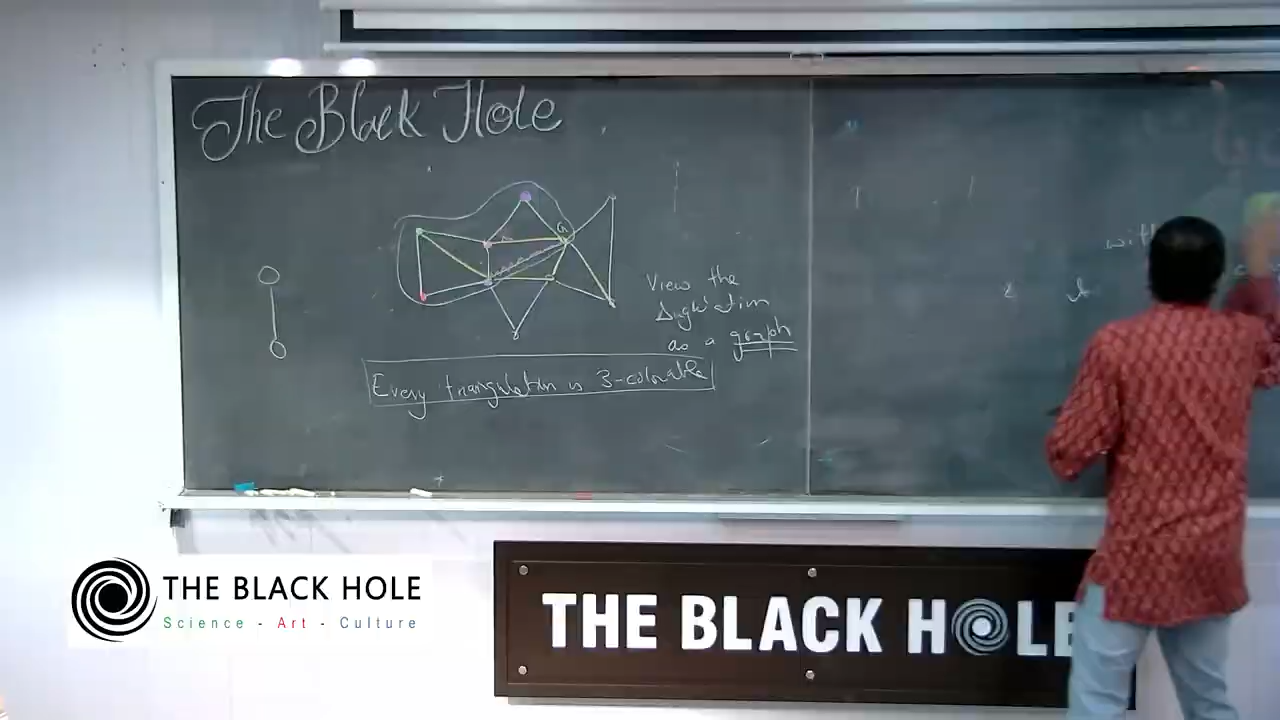 The Black Hole
G
View the
as a graph
Every triangulation is 3-colorable
with
THE BLACK HOLE
Science - Art - Culture
THE BLACK HOLE